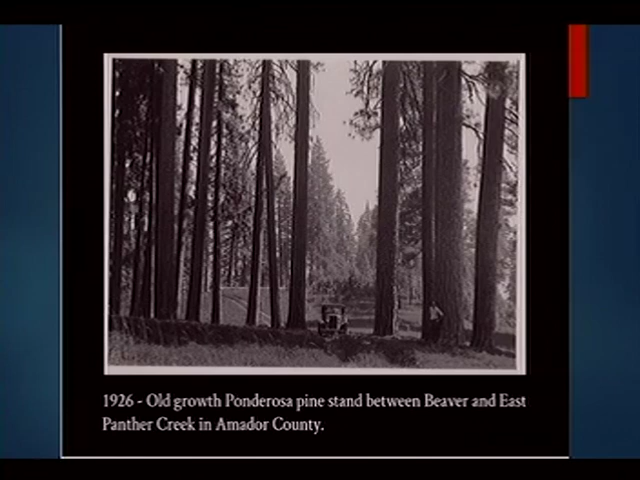 1926 - Old growth Ponderosa pine stand between Beaver and East
Panther Creek in Amador County.